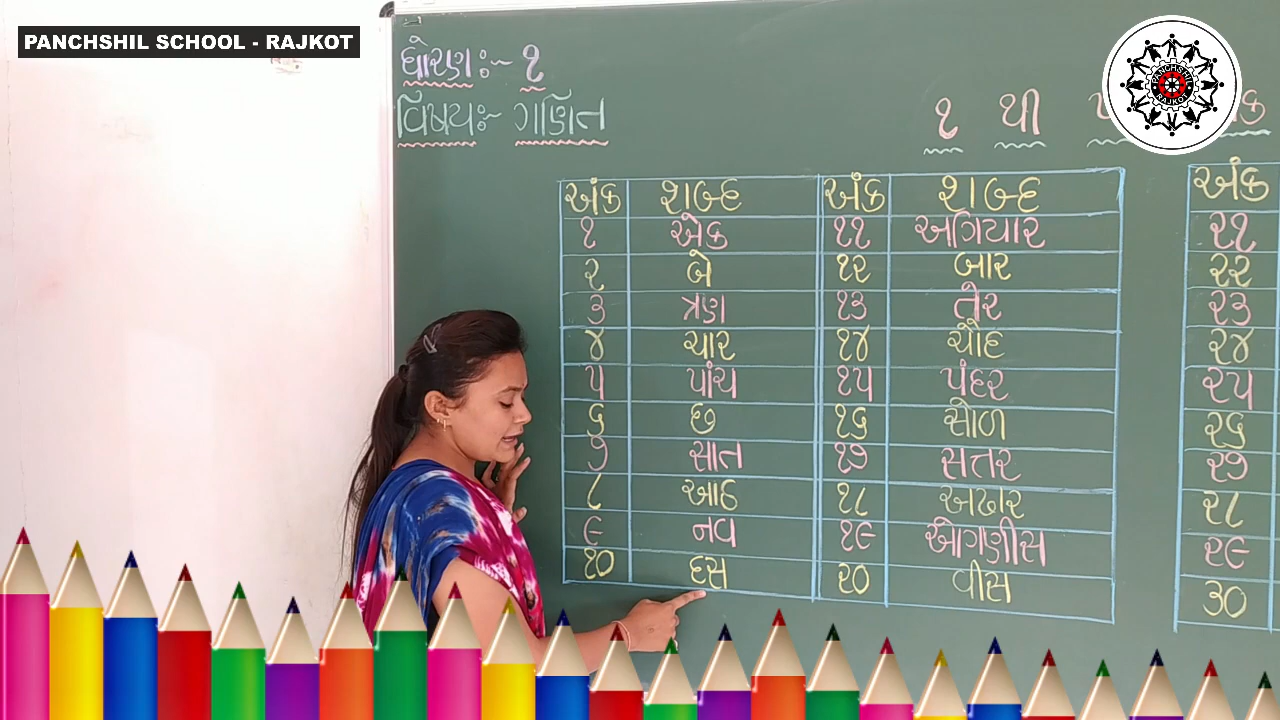 PANCHSHIL SCHOOL - RAJKOT
ધોરણ:- ૧
વિષય:- ગણિત
૧ થી
PANCHSHIL
RAJKOT
અંક શબ્દ અંક શબ્દ અંક
૧ એક ૧૧ અગિયાર ૨૧
૨ બે ૧૨ બાર ૨૨
૩ ત્રણ ૧૩ તેર ૨૩
૪ ચાર ૧૪ ચૌદ ૨૪
૫ પાંચ ૧૫ પંદર ૨૫
૬ છ ૧૬ સોળ ૨૬
૭ સાત ૧૭ સત્તર ૨૭
૮ આઠ ૧૮ અઢાર ૨૮
૯ નવ ૧૯ ઓગણીસ ૨૯
૧૦ દસ ૨૦ વીસ ૩૦